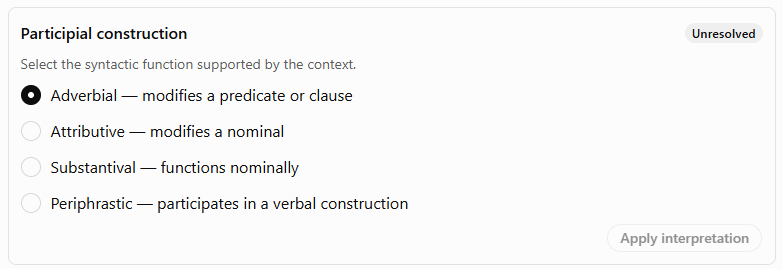 Participial construction
Unresolved
Select the syntactic function supported by the context.
Adverbial — modifies a predicate or clause
Attributive — modifies a nominal
Substantival — functions nominally
Periphrastic — participates in a verbal construction
Apply interpretation